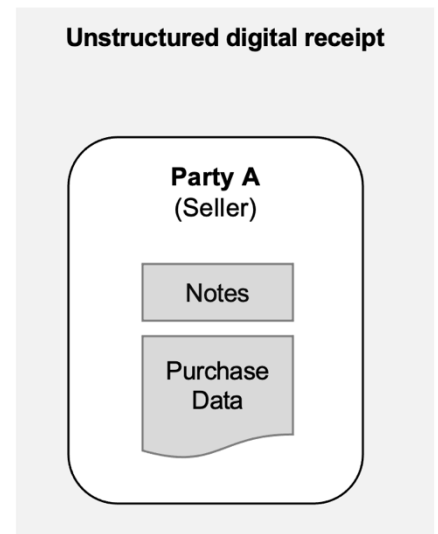 Unstructured digital receipt
Party A
(Seller)
Notes
Purchase
Data